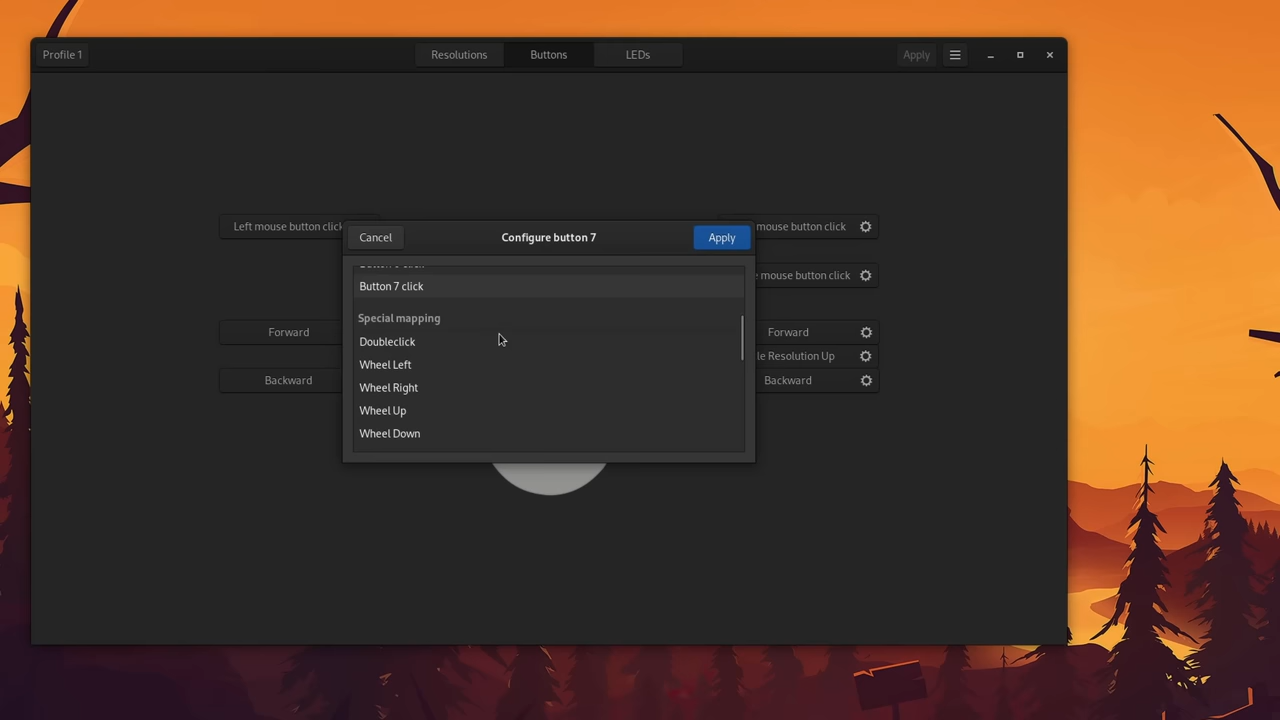 Profile 1
Resolutions
Buttons
LEDs
Apply
Left mouse button click
mouse button click
Cancel
Configure button 7
Apply
e mouse button click
Button 7 click
Special mapping
Forward
Forward
Doubleclick
le Resolution Up
Wheel Left
Backward
Backward
Wheel Right
Wheel Up
Wheel Down